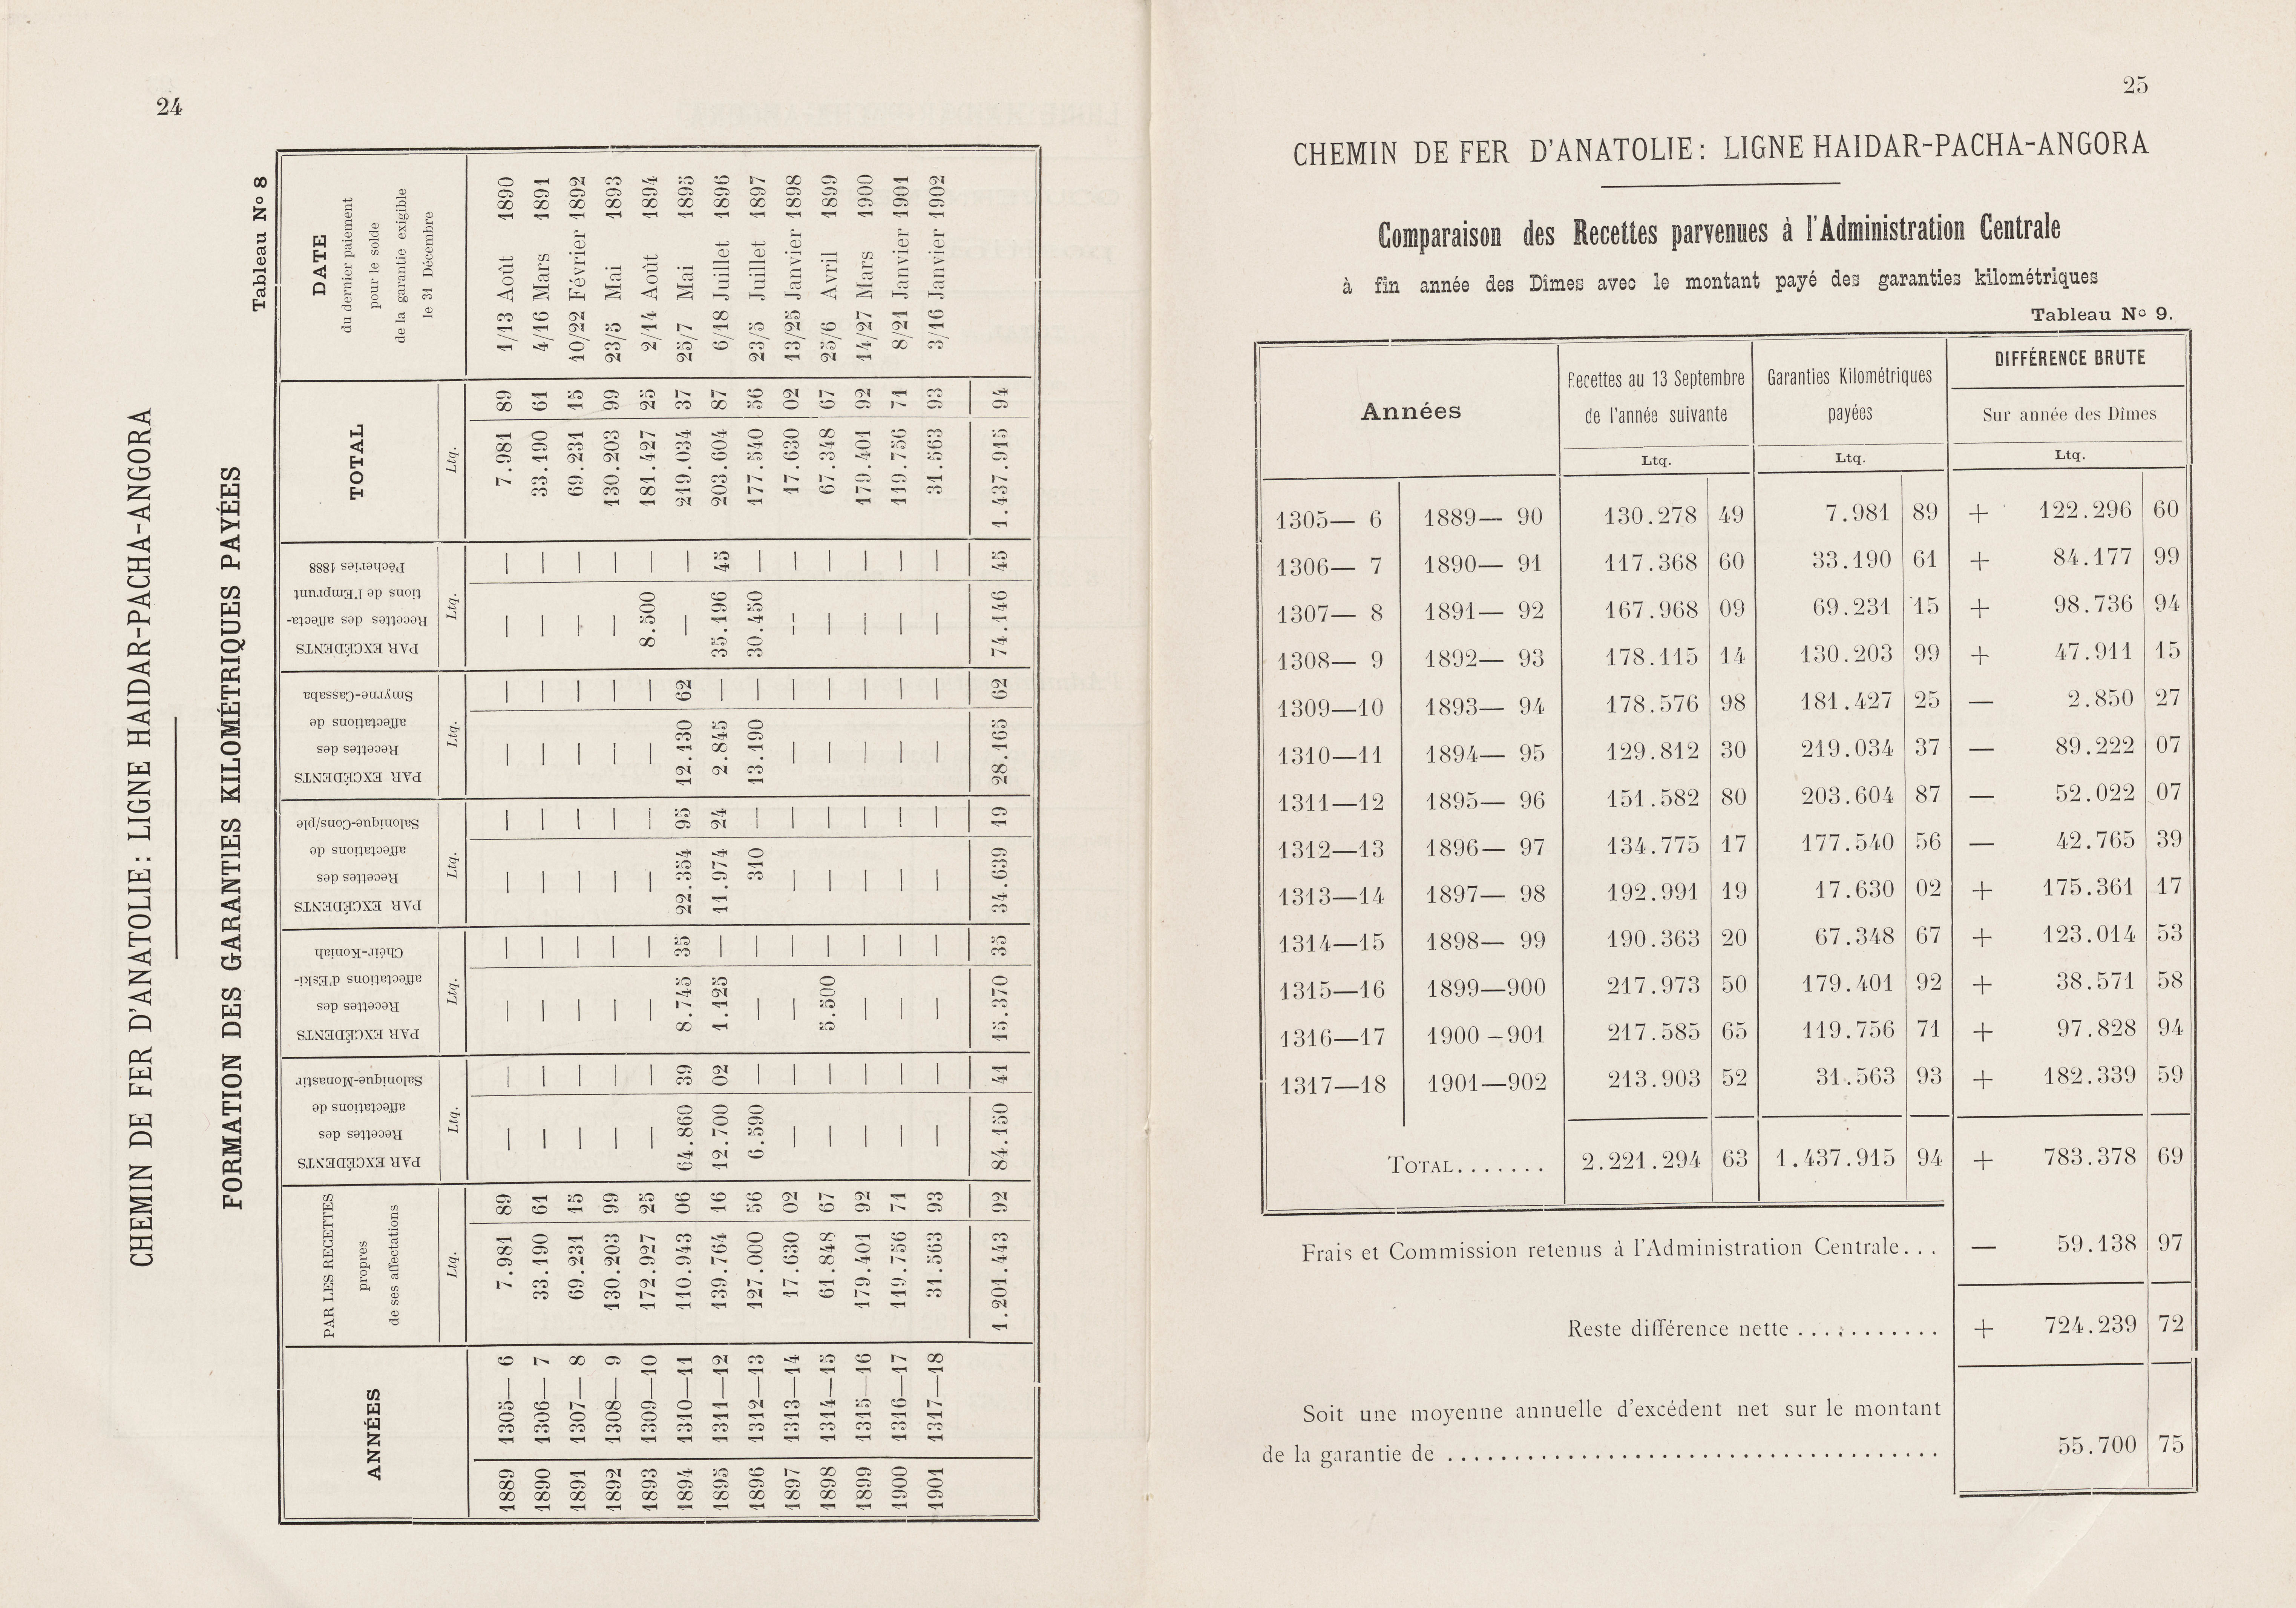 24
CHEMIN DE FER D'ANATOLIE: LIGNE HAIDAR-PACHA-ANGORA
FORMATION DES GARANTIES KILOMÉTRIQUES PAYÉES
Tableau No 8
ANNÉES | PAR LES RECETTES propres de ses affectations | PAR EXCÉDENTS Recettes des affectations de Salonique-Monastir | PAR EXCÉDENTS Recettes des affectations d'Eski-Chéir-Koniah | PAR EXCÉDENTS Recettes des affectations de Salonique-Cons/ple | PAR EXCÉDENTS Recettes des affectations de Smyrne-Cassaba | PAR EXCÉDENTS Recettes des affecta-tions de l'Emprunt Pêcheries 1888 | TOTAL | DATE du dernier paiement pour le solde de la garantie exigible le 31 Décembre
Ltq. | Ltq. | Ltq. | Ltq. | Ltq. | Ltq. | Ltq.
1889 | 1305— 6 | 7.981 89 | — — | — — | — — | — — | — — | 7.981 89 | 1/13 Août 1890
1890 | 1306— 7 | 33.190 61 | — — | — — | — — | — — | — — | 33.190 61 | 4/16 Mars 1891
1891 | 1307— 8 | 69.231 15 | — — | — — | — — | — — | — — | 69.231 15 | 10/22 Février 1892
1892 | 1308— 9 | 130.203 99 | — — | — — | — — | — — | — — | 130.203 99 | 23/5 Mai 1893
1893 | 1309—10 | 172.927 25 | — — | — — | — — | — — | 8.500 — | 181.427 25 | 2/14 Août 1894
1894 | 1310—11 | 110.943 06 | 64.860 39 | 8.745 35 | 22.354 95 | 12.130 62 | — — | 219.034 37 | 25/7 Mai 1895
1895 | 1311—12 | 139.764 16 | 12.700 02 | 1.125 — | 11.974 24 | 2.845 — | 35.196 45 | 203.604 87 | 6/18 Juillet 1896
1896 | 1312—13 | 127.000 56 | 6.590 — | — — | 310 — | 13.190 — | 30.450 — | 177.540 56 | 23/5 Juillet 1897
1897 | 1313—14 | 17.630 02 | — — | — — | — — | — — | — — | 17.630 02 | 13/25 Janvier 1898
1898 | 1314—15 | 61.848 67 | — — | 5.500 — | — — | — — | — — | 67.348 67 | 25/6 Avril 1899
1899 | 1315—16 | 179.401 92 | — — | — — | — — | — — | — — | 179.401 92 | 14/27 Mars 1900
1900 | 1316—17 | 119.756 71 | — — | — — | — — | — — | — — | 119.756 71 | 8/21 Janvier 1901
1901 | 1317—18 | 31.563 93 | — — | — — | — — | — — | — — | 31.563 93 | 3/16 Janvier 1902
1.201.443 92 | 84.150 41 | 15.370 35 | 34.639 19 | 28.165 62 | 74.146 45 | 1.437.915 94
25
CHEMIN DE FER D'ANATOLIE: LIGNE HAIDAR-PACHA-ANGORA
Comparaison des Recettes parvenues à l'Administration Centrale
à fin année des Dîmes avec le montant payé des garanties kilométriques
Tableau No 9.
Années | Recettes au 13 Septembre de l'année suivante | Garanties Kilométriques payées | DIFFÉRENCE BRUTE Sur année des Dîmes
Ltq. | Ltq. | Ltq.
1305— 6 | 1889— 90 | 130.278 49 | 7.981 89 | + 122.296 60
1306— 7 | 1890— 91 | 117.368 60 | 33.190 61 | + 84.177 99
1307— 8 | 1891— 92 | 167.968 09 | 69.231 15 | + 98.736 94
1308— 9 | 1892— 93 | 178.115 14 | 130.203 99 | + 47.911 15
1309—10 | 1893— 94 | 178.576 98 | 181.427 25 | — 2.850 27
1310—11 | 1894— 95 | 129.812 30 | 219.034 37 | — 89.222 07
1311—12 | 1895— 96 | 151.582 80 | 203.604 87 | — 52.022 07
1312—13 | 1896— 97 | 134.775 17 | 177.540 56 | — 42.765 39
1313—14 | 1897— 98 | 192.991 19 | 17.630 02 | + 175.361 17
1314—15 | 1898— 99 | 190.363 20 | 67.348 67 | + 123.014 53
1315—16 | 1899—900 | 217.973 50 | 179.401 92 | + 38.571 58
1316—17 | 1900—901 | 217.585 65 | 119.756 71 | + 97.828 94
1317—18 | 1901—902 | 213.903 52 | 31.563 93 | + 182.339 59
TOTAL....... | 2.221.294 63 | 1.437.915 94 | + 783.378 69
Frais et Commission retenus à l'Administration Centrale... — 59.138 97
Reste différence nette ........... + 724.239 72
Soit une moyenne annuelle d'excédent net sur le montant
de la garantie de ..................................... 55.700 75